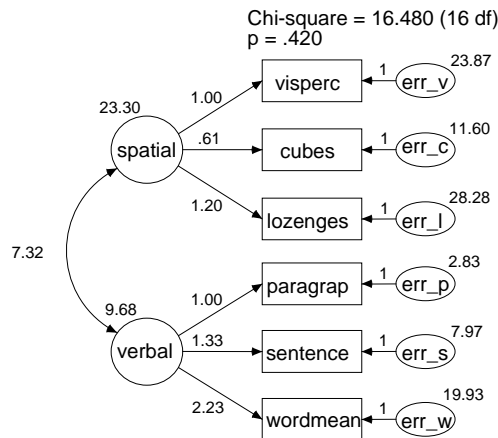 Chi-square = 16.480 (16 df)
p = .420
23.87
1
err_v
visperc
1.00
23.30
spatial
11.60
1
err_c
cubes
.61
28.28
1
err_l
lozenges
1.20
7.32
2.83
1
err_p
paragrap
1.00
9.68
verbal
7.97
1
err_s
sentence
1.33
19.93
1
err_w
wordmean
2.23